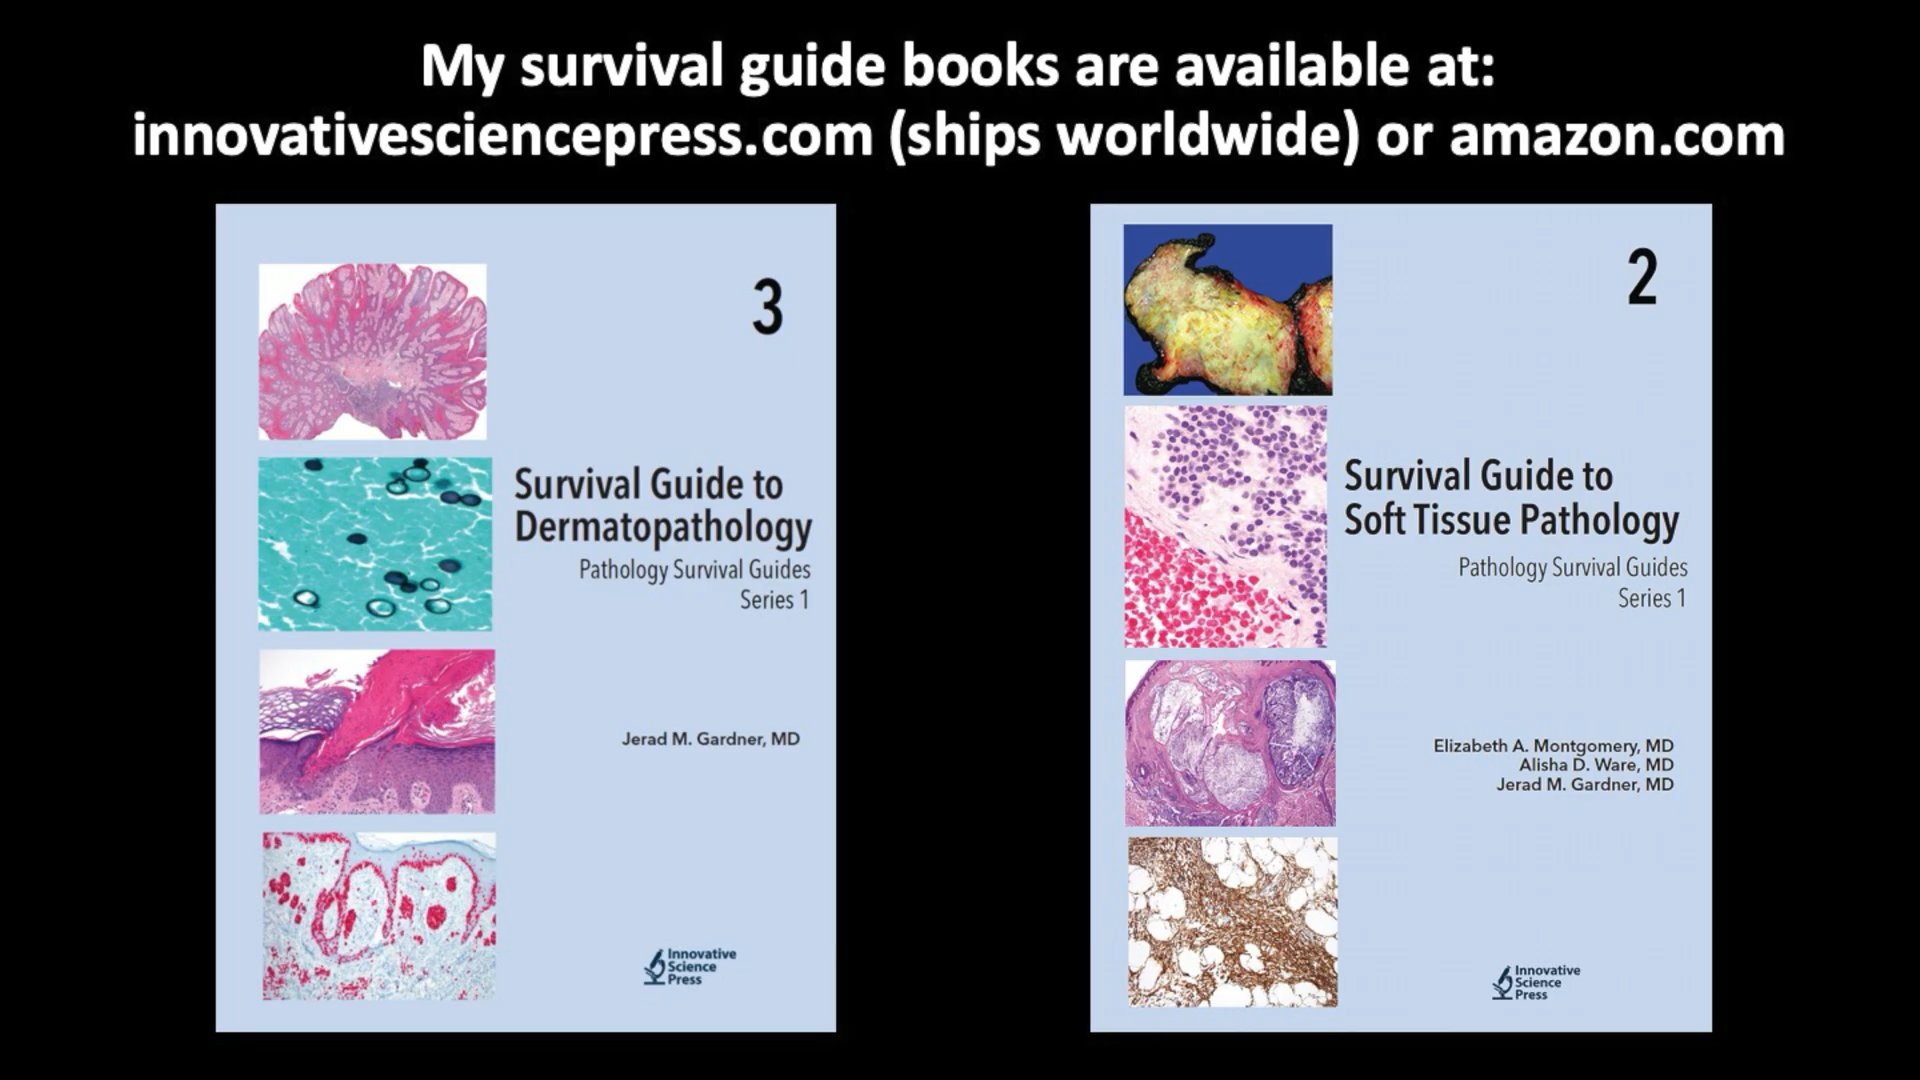 My survival guide books are available at:
innovativesciencepress.com (ships worldwide) or amazon.com
3
Survival Guide to
Dermatopathology
Pathology Survival Guides
Series 1
Jerad M. Gardner, MD
Innovative
Science
Press
2
Survival Guide to
Soft Tissue Pathology
Pathology Survival Guides
Series 1
Elizabeth A. Montgomery, MD
Alisha D. Ware, MD
Jerad M. Gardner, MD
Innovative
Science
Press